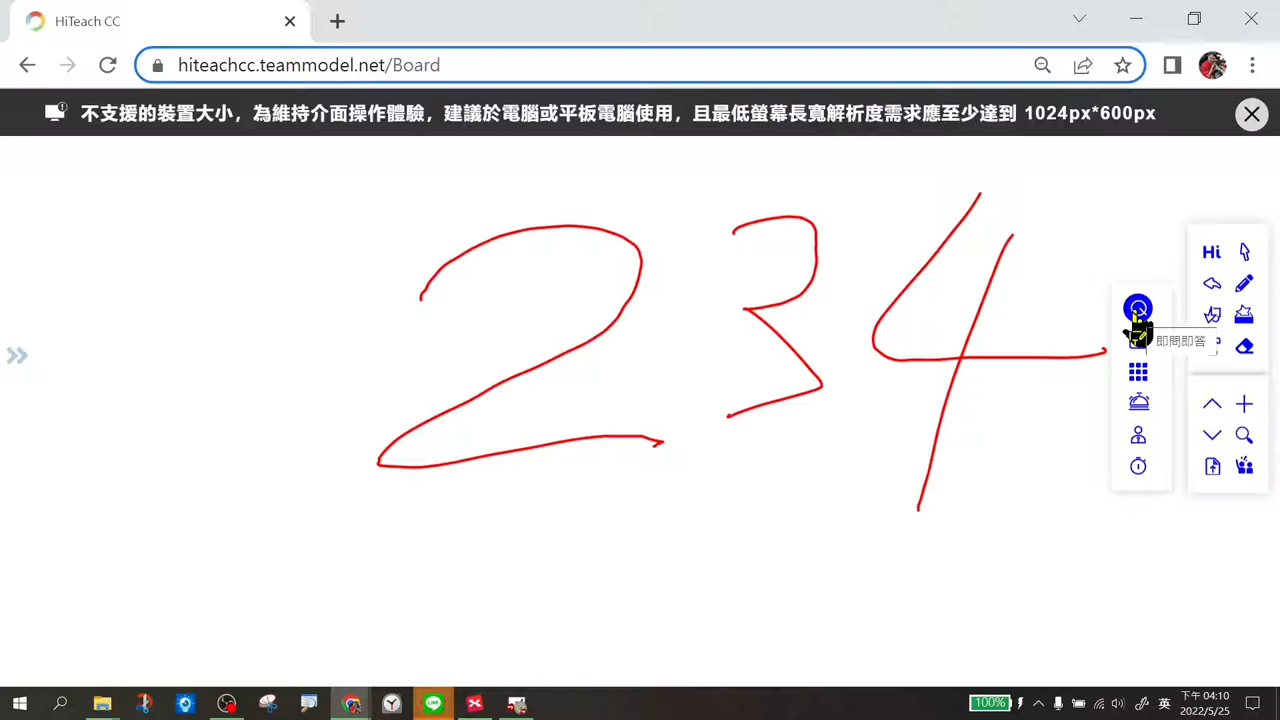 HiTeach CC
hiteachcc.teammodel.net/Board
不支援的裝置大小，為維持介面操作體驗，建議於電腦或平板電腦使用，且最低螢幕長寬解析度需求應至少達到 1024px*600px
2 3 4
Hi
即問即答
100% 英 下午 04:10
2022/5/25